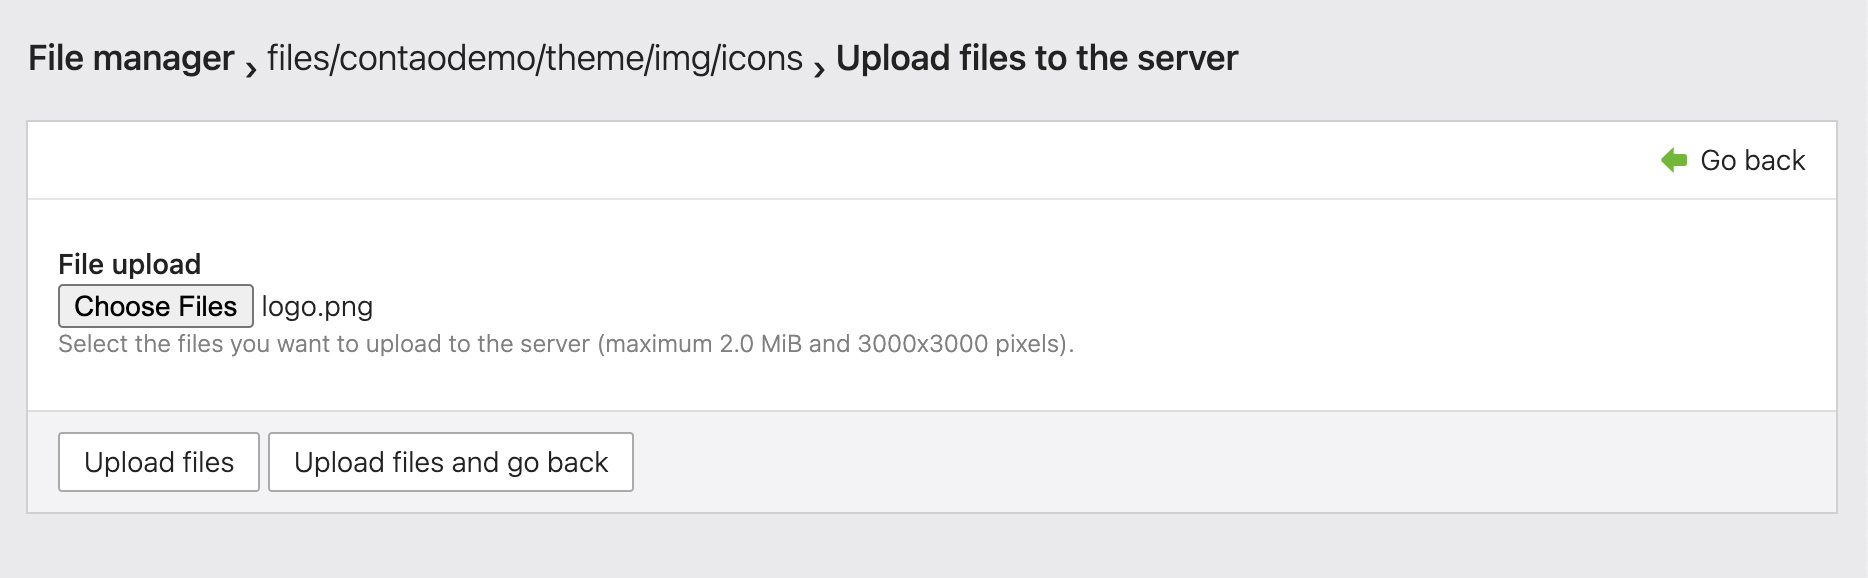 File manager › files/contaodemo/theme/img/icons › Upload files to the server
Go back
File upload
Choose Files logo.png
Select the files you want to upload to the server (maximum 2.0 MiB and 3000x3000 pixels).
Upload files Upload files and go back